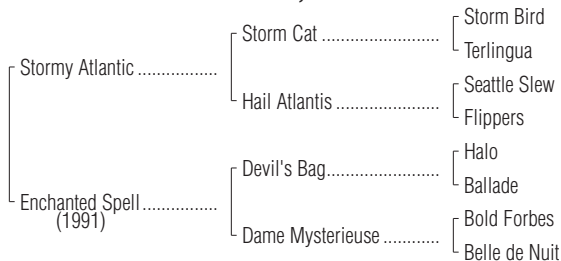 Storm Bird
Storm Cat ........................
Terlingua
Stormy Atlantic ................
Seattle Slew
Hail Atlantis .....................
Flippers
Halo
Devil's Bag.......................
Ballade
Enchanted Spell...............
(1991)
Bold Forbes
Dame Mysterieuse ...........
Belle de Nuit